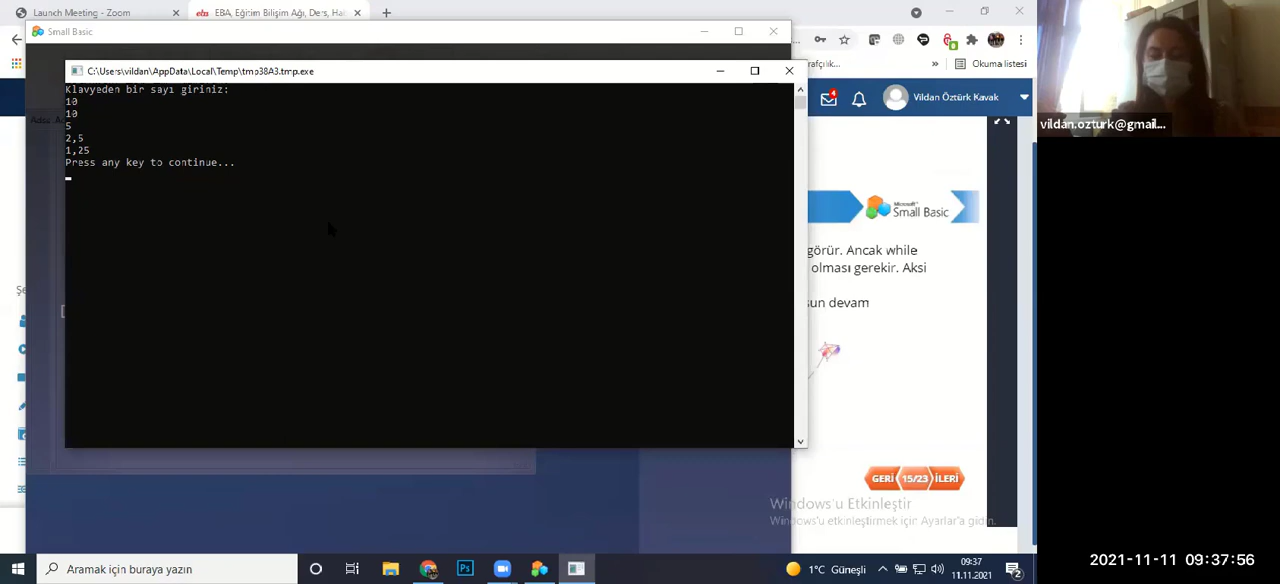 Launch Meeting - Zoom
EBA, Eğitim Bilişim Ağı, Ders, Ha
Small Basic
Okuma listesi
C:\Users\vildan\AppData\Local\Temp\tmp38A3.tmp.exe
Klavyeden bir sayı giriniz:
10
10
5
2,5
1,25
Press any key to continue...
4
Vildan Öztürk Kavak
vildan.ozturk@gmail...
Microsoft
Small Basic
görür. Ancak while
olması gerekir. Aksi
sun devam
GERİ 15/23 İLERİ
Windows'u Etkinleştir
Windows'u etkinleştirmek için Ayarlar'a gidin.
Aramak için buraya yazın
Ps
1°C Güneşli
09:37
11.11.2021
2
2021-11-11 09:37:56